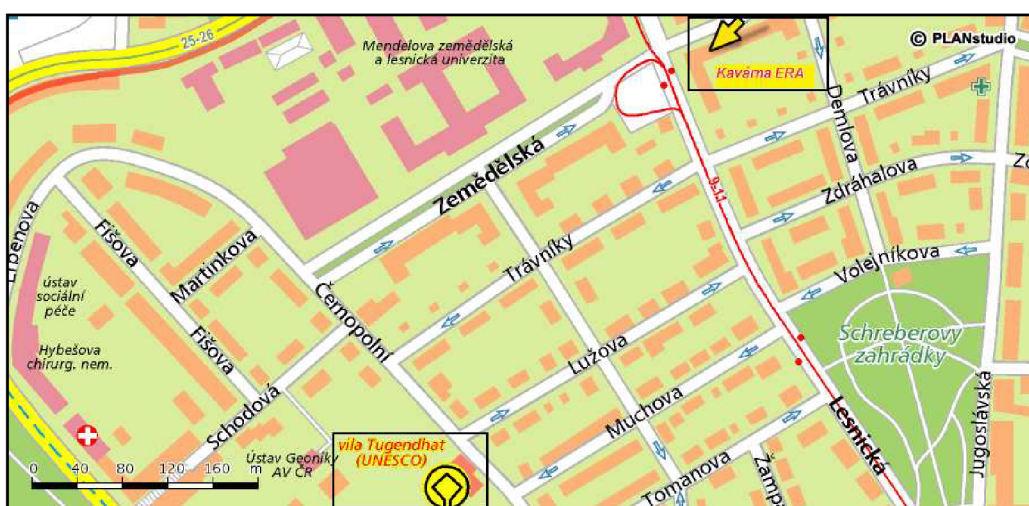 25-26
Mendelova zemědělská
a lesnická univerzita
Kavárna ERA
© PLANstudio
Trávníky
Demlova
Zdráhalova
Zemědělská
9-11
Fišova
Martinkova
Trávníky
Volejníkova
ústav
sociální
péče
Černopolní
Schreberovy
zahrádky
Hybešova
chirurg. nem.
Fišova
Lužova
Muchova
Lesnická
Jugoslávská
Schodová
vila Tugendhat
(UNESCO)
Ústav Geoniky
AV ČR
Tomanova
0 40 80 120 160 m